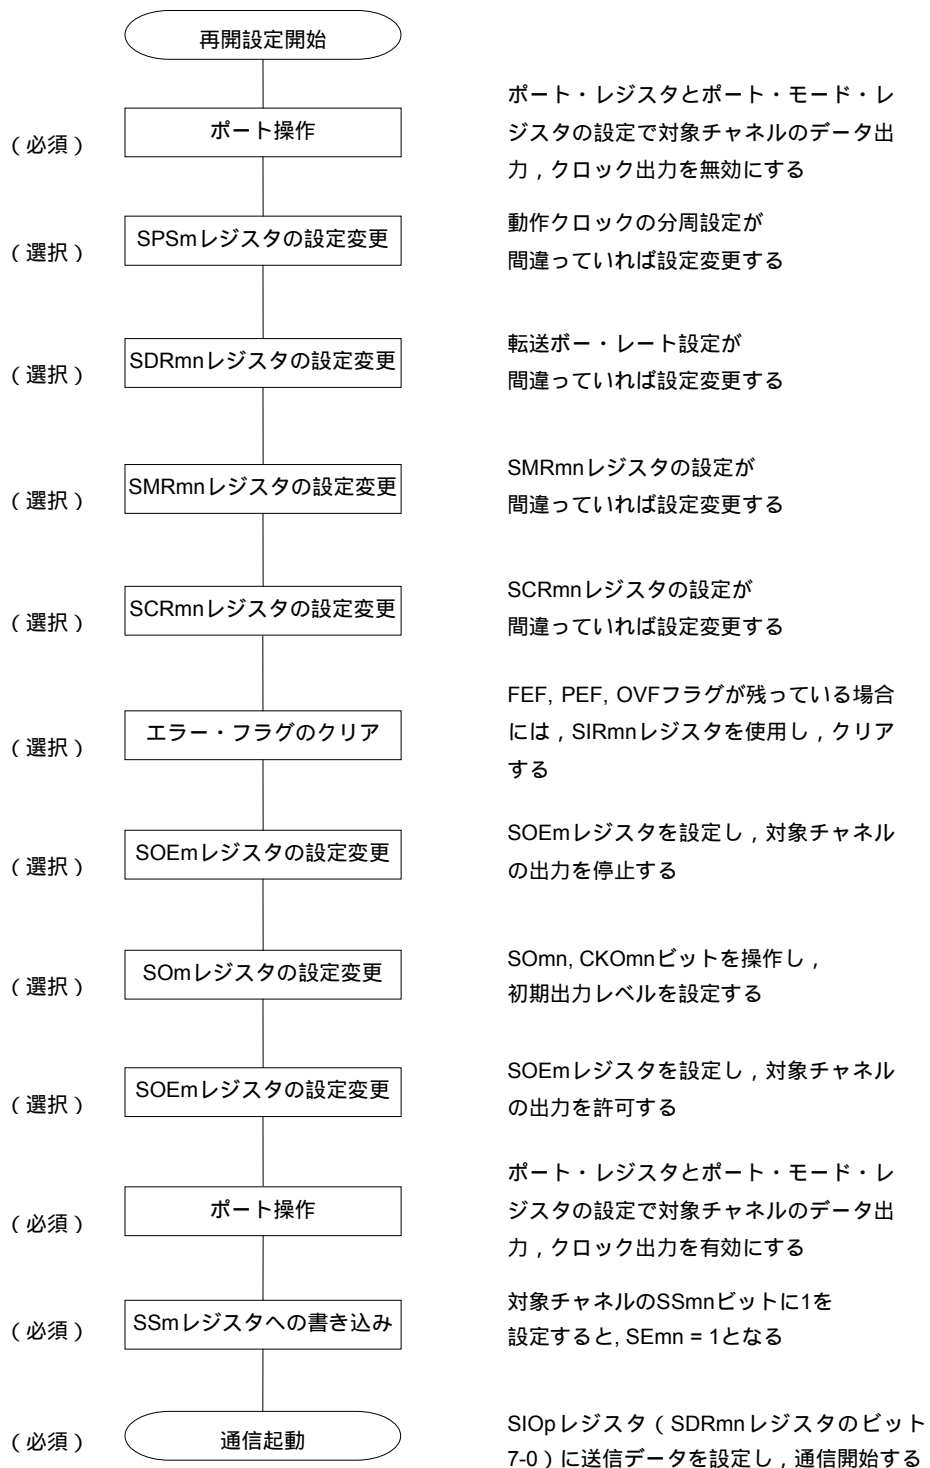 再開設定開始
（必須）
ポート操作
ポート・レジスタとポート・モード・レ
ジスタの設定で対象チャネルのデータ出
力，クロック出力を無効にする
（選択）
SPSmレジスタの設定変更
動作クロックの分周設定が
間違っていれば設定変更する
（選択）
SDRmnレジスタの設定変更
転送ボー・レート設定が
間違っていれば設定変更する
（選択）
SMRmnレジスタの設定変更
SMRmnレジスタの設定が
間違っていれば設定変更する
（選択）
SCRmnレジスタの設定変更
SCRmnレジスタの設定が
間違っていれば設定変更する
（選択）
エラー・フラグのクリア
FEF, PEF, OVFフラグが残っている場合
には，SIRmnレジスタを使用し，クリア
する
（選択）
SOEmレジスタの設定変更
SOEmレジスタを設定し，対象チャネル
の出力を停止する
（選択）
SOmレジスタの設定変更
SOmn, CKOmnビットを操作し，
初期出力レベルを設定する
（選択）
SOEmレジスタの設定変更
SOEmレジスタを設定し，対象チャネル
の出力を許可する
（必須）
ポート操作
ポート・レジスタとポート・モード・レ
ジスタの設定で対象チャネルのデータ出
力，クロック出力を有効にする
（必須）
SSmレジスタへの書き込み
対象チャネルのSSmnビットに1を
設定すると, SEmn = 1となる
（必須）
通信起動
SIOpレジスタ（SDRmnレジスタのビット
7-0）に送信データを設定し，通信開始する